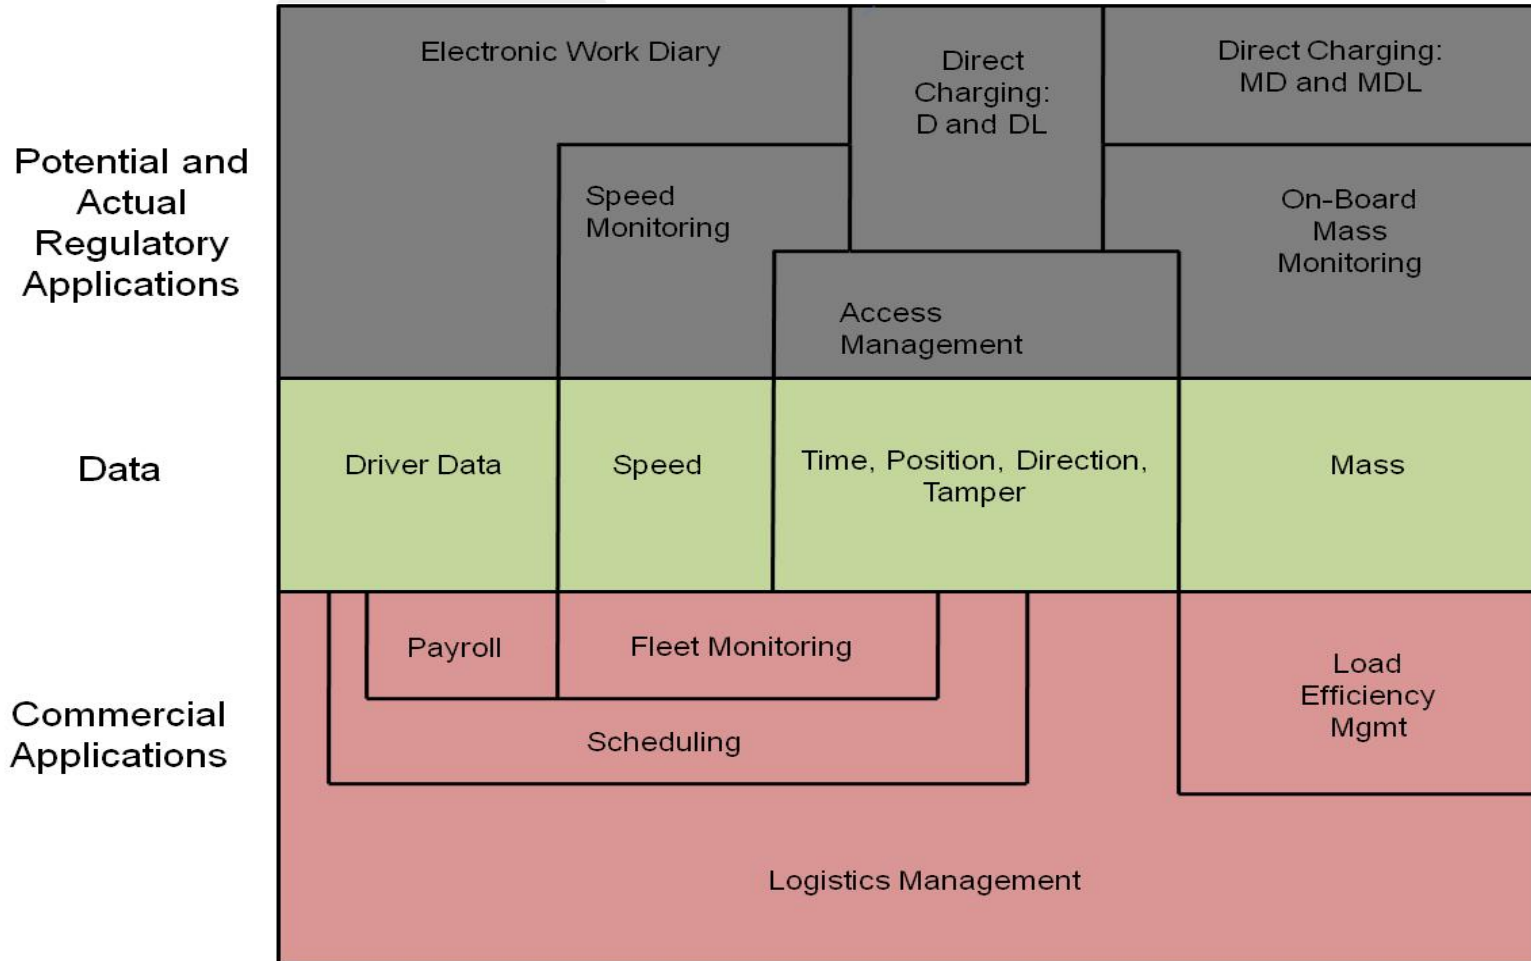 Potential and
Actual
Regulatory
Applications
Electronic Work Diary
Direct
Charging:
D and DL
Direct Charging:
MD and MDL
Speed
Monitoring
On-Board
Mass
Monitoring
Access
Management
Data
Driver Data
Speed
Time, Position, Direction,
Tamper
Mass
Commercial
Applications
Payroll
Fleet Monitoring
Load
Efficiency
Mgmt
Scheduling
Logistics Management